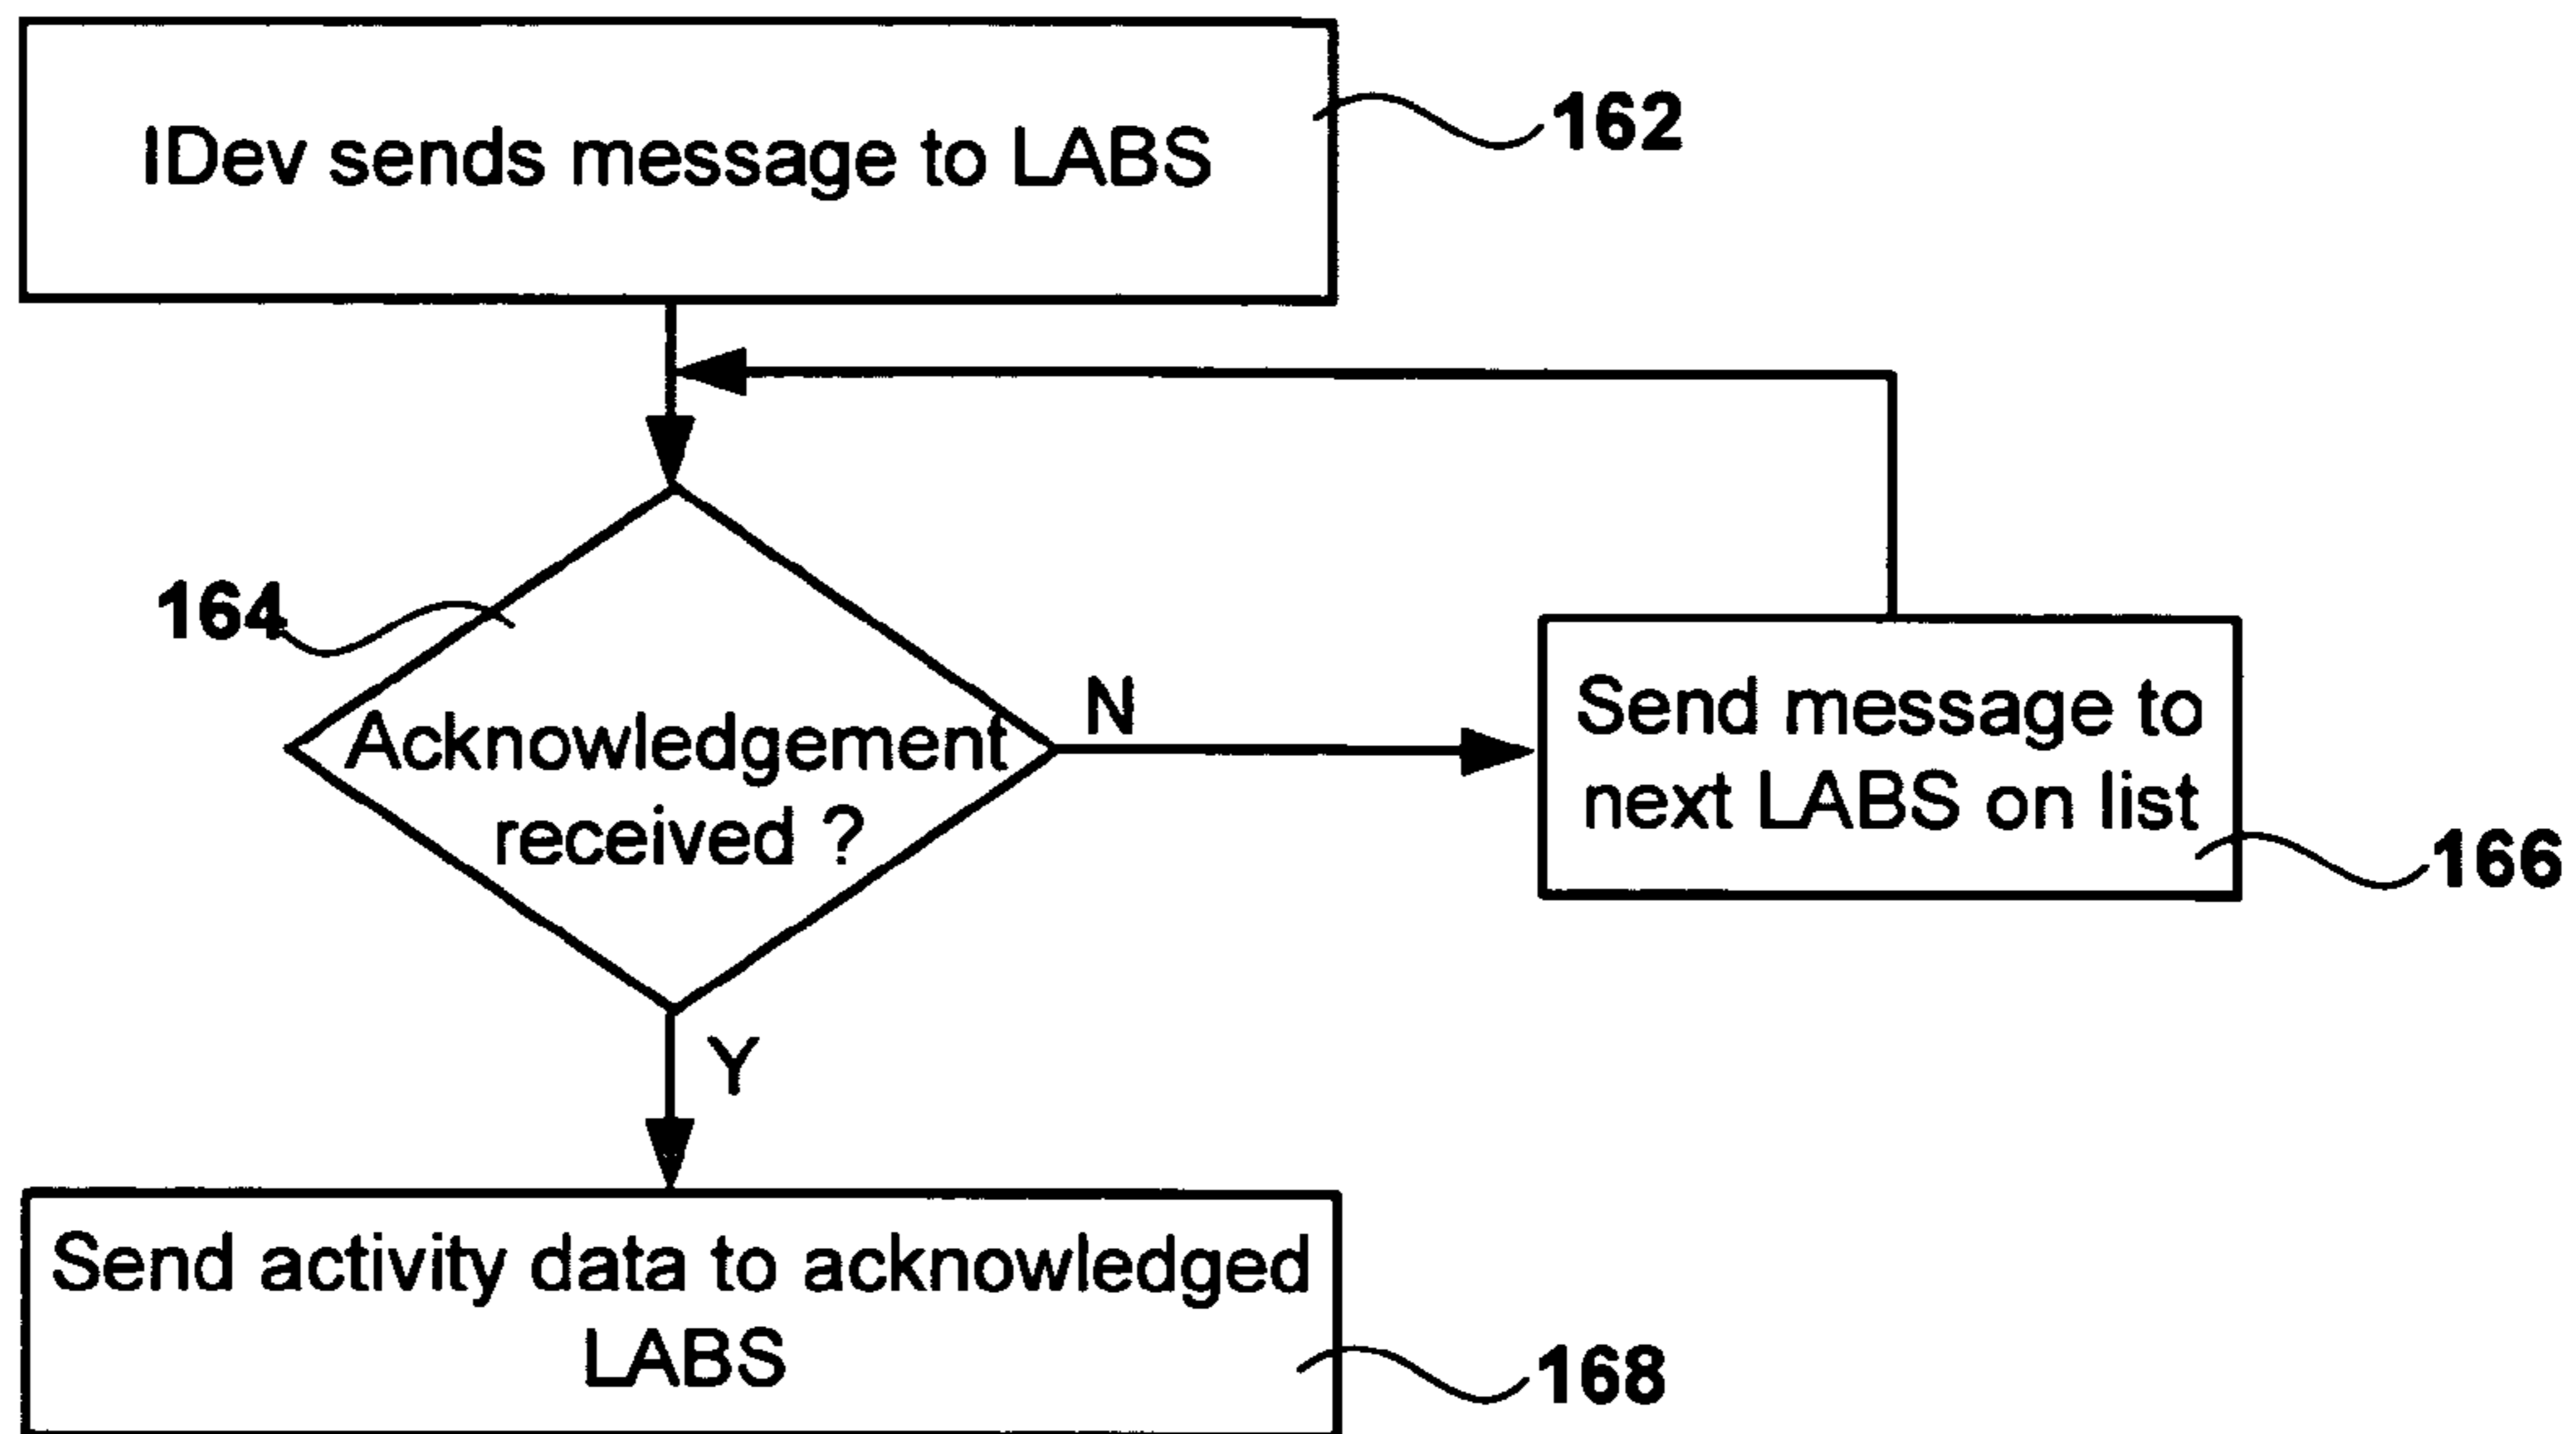 IDev sends message to LABS
162
164
Acknowledgement
received ?
N
Send message to
next LABS on list
166
Y
Send activity data to acknowledged
LABS
168